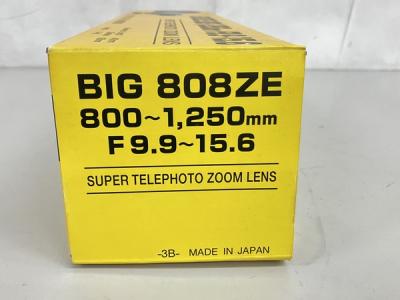 BIG 808ZE
800~1,250mm
F9.9~15.6
SUPER TELEPHOTO ZOOM LENS
-3B- MADE IN JAPAN